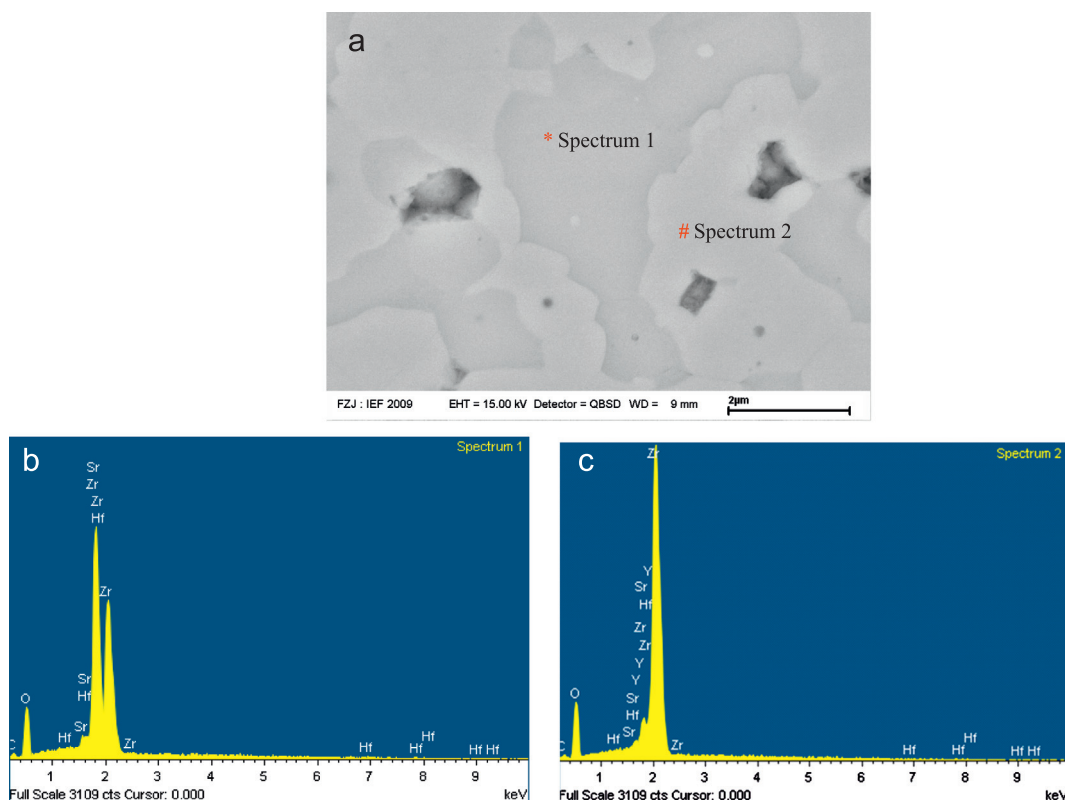 a
* Spectrum 1
# Spectrum 2
FZJ : IEF 2009 EHT = 15.00 kV Detector = QBSD WD = 9 mm 2µm
b
Spectrum 1
Sr
Zr
Zr
Hf
Zr
Sr
O
Hf
Sr
C
Hf
Zr
Hf
Hf
Hf
Hf
Hf
1 2 3 4 5 6 7 8 9
Full Scale 3109 cts Cursor: 0.000 keV
c
Spectrum 2
Zr
Y
Sr
Hf
Zr
Zr
Y
Y
O
Sr
Hf
Sr
C
Hf
Zr
Hf
Hf
Hf
Hf
Hf
1 2 3 4 5 6 7 8 9
Full Scale 3109 cts Cursor: 0.000 keV